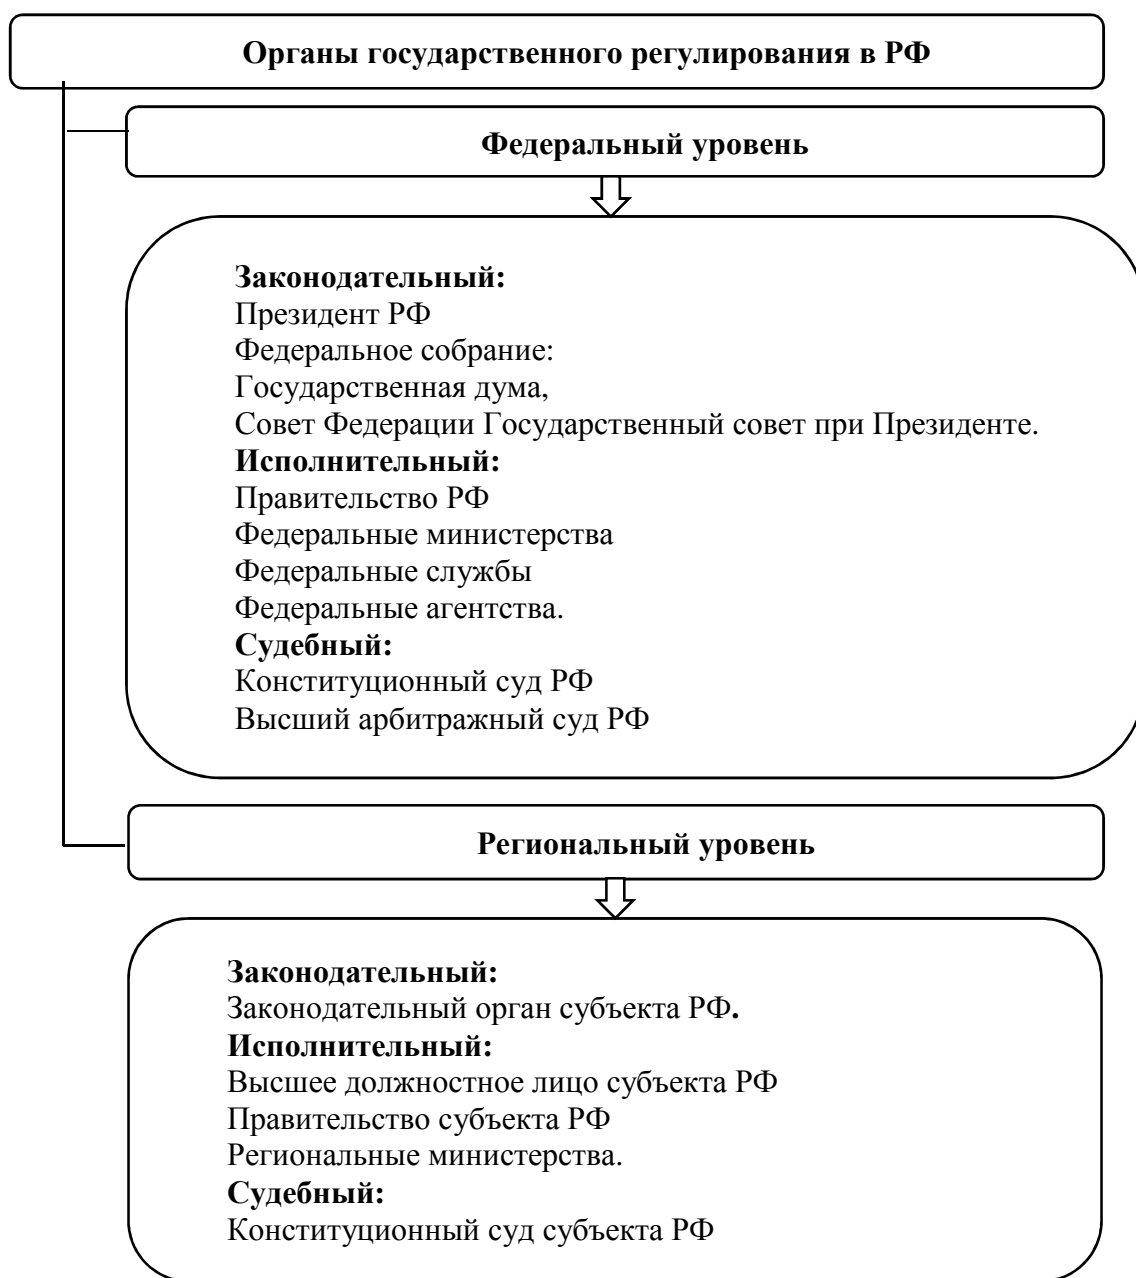 Органы государственного регулирования в РФ
Федеральный уровень
Законодательный:
Президент РФ
Федеральное собрание:
Государственная дума,
Совет Федерации Государственный совет при Президенте.
Исполнительный:
Правительство РФ
Федеральные министерства
Федеральные службы
Федеральные агентства.
Судебный:
Конституционный суд РФ
Высший арбитражный суд РФ
Региональный уровень
Законодательный:
Законодательный орган субъекта РФ.
Исполнительный:
Высшее должностное лицо субъекта РФ
Правительство субъекта РФ
Региональные министерства.
Судебный:
Конституционный суд субъекта РФ